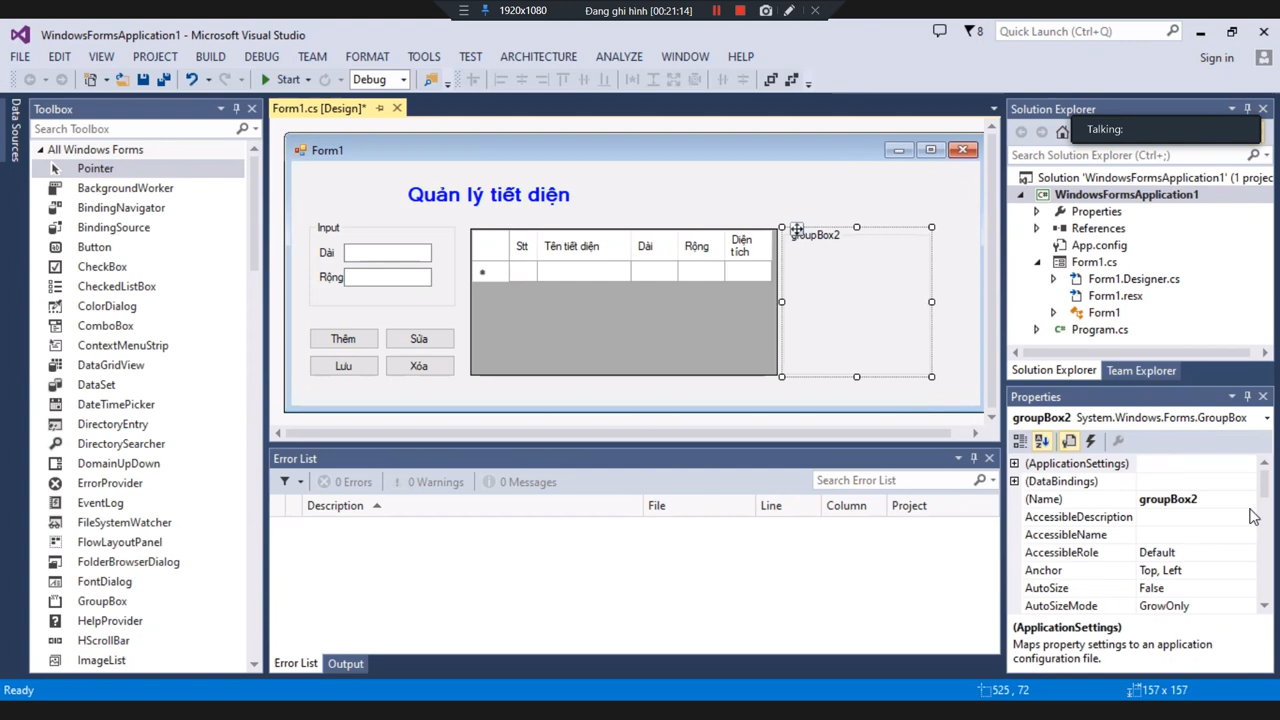 1920x1080
Đang ghi hình [00:21:14]
WindowsFormsApplication1 - Microsoft Visual Studio
8
Quick Launch (Ctrl+;)
FILE EDIT VIEW PROJECT BUILD DEBUG TEAM FORMAT TOOLS TEST ARCHITECTURE ANALYZE WINDOW HELP
Sign in
Start
Debug
Data Sources
Toolbox
Search Toolbox
All Windows Forms
Pointer
BackgroundWorker
BindingNavigator
BindingSource
Button
CheckBox
CheckedListBox
ColorDialog
ComboBox
ContextMenuStrip
DataGridView
DataSet
DateTimePicker
DirectoryEntry
DirectorySearcher
DomainUpDown
ErrorProvider
EventLog
FileSystemWatcher
FlowLayoutPanel
FolderBrowserDialog
FontDialog
GroupBox
HelpProvider
HScrollBar
ImageList
Form1.cs [Design]*
Form1
Quản lý tiết diện
Input
Dài
Rộng
Thêm
Sửa
Lưu
Xóa
Stt
Tên tiết diện
Dài
Rộng
Diện
tích
*
groupBox2
Error List
0 Errors
0 Warnings
0 Messages
Search Error List
Description
File
Line
Column
Project
Error List
Output
Solution Explorer
Talking:
Search Solution Explorer (Ctrl+;)
Solution 'WindowsFormsApplication1' (1 projec
WindowsFormsApplication1
Properties
References
App.config
Form1.cs
Form1.Designer.cs
Form1.resx
Form1
Program.cs
Solution Explorer
Team Explorer
Properties
groupBox2 System.Windows.Forms.GroupBox
(ApplicationSettings)
(DataBindings)
(Name) groupBox2
AccessibleDescription
AccessibleName
AccessibleRole Default
Anchor Top, Left
AutoSize False
AutoSizeMode GrowOnly
(ApplicationSettings)
Maps property settings to an application
configuration file.
Ready
525 , 72
157 x 157